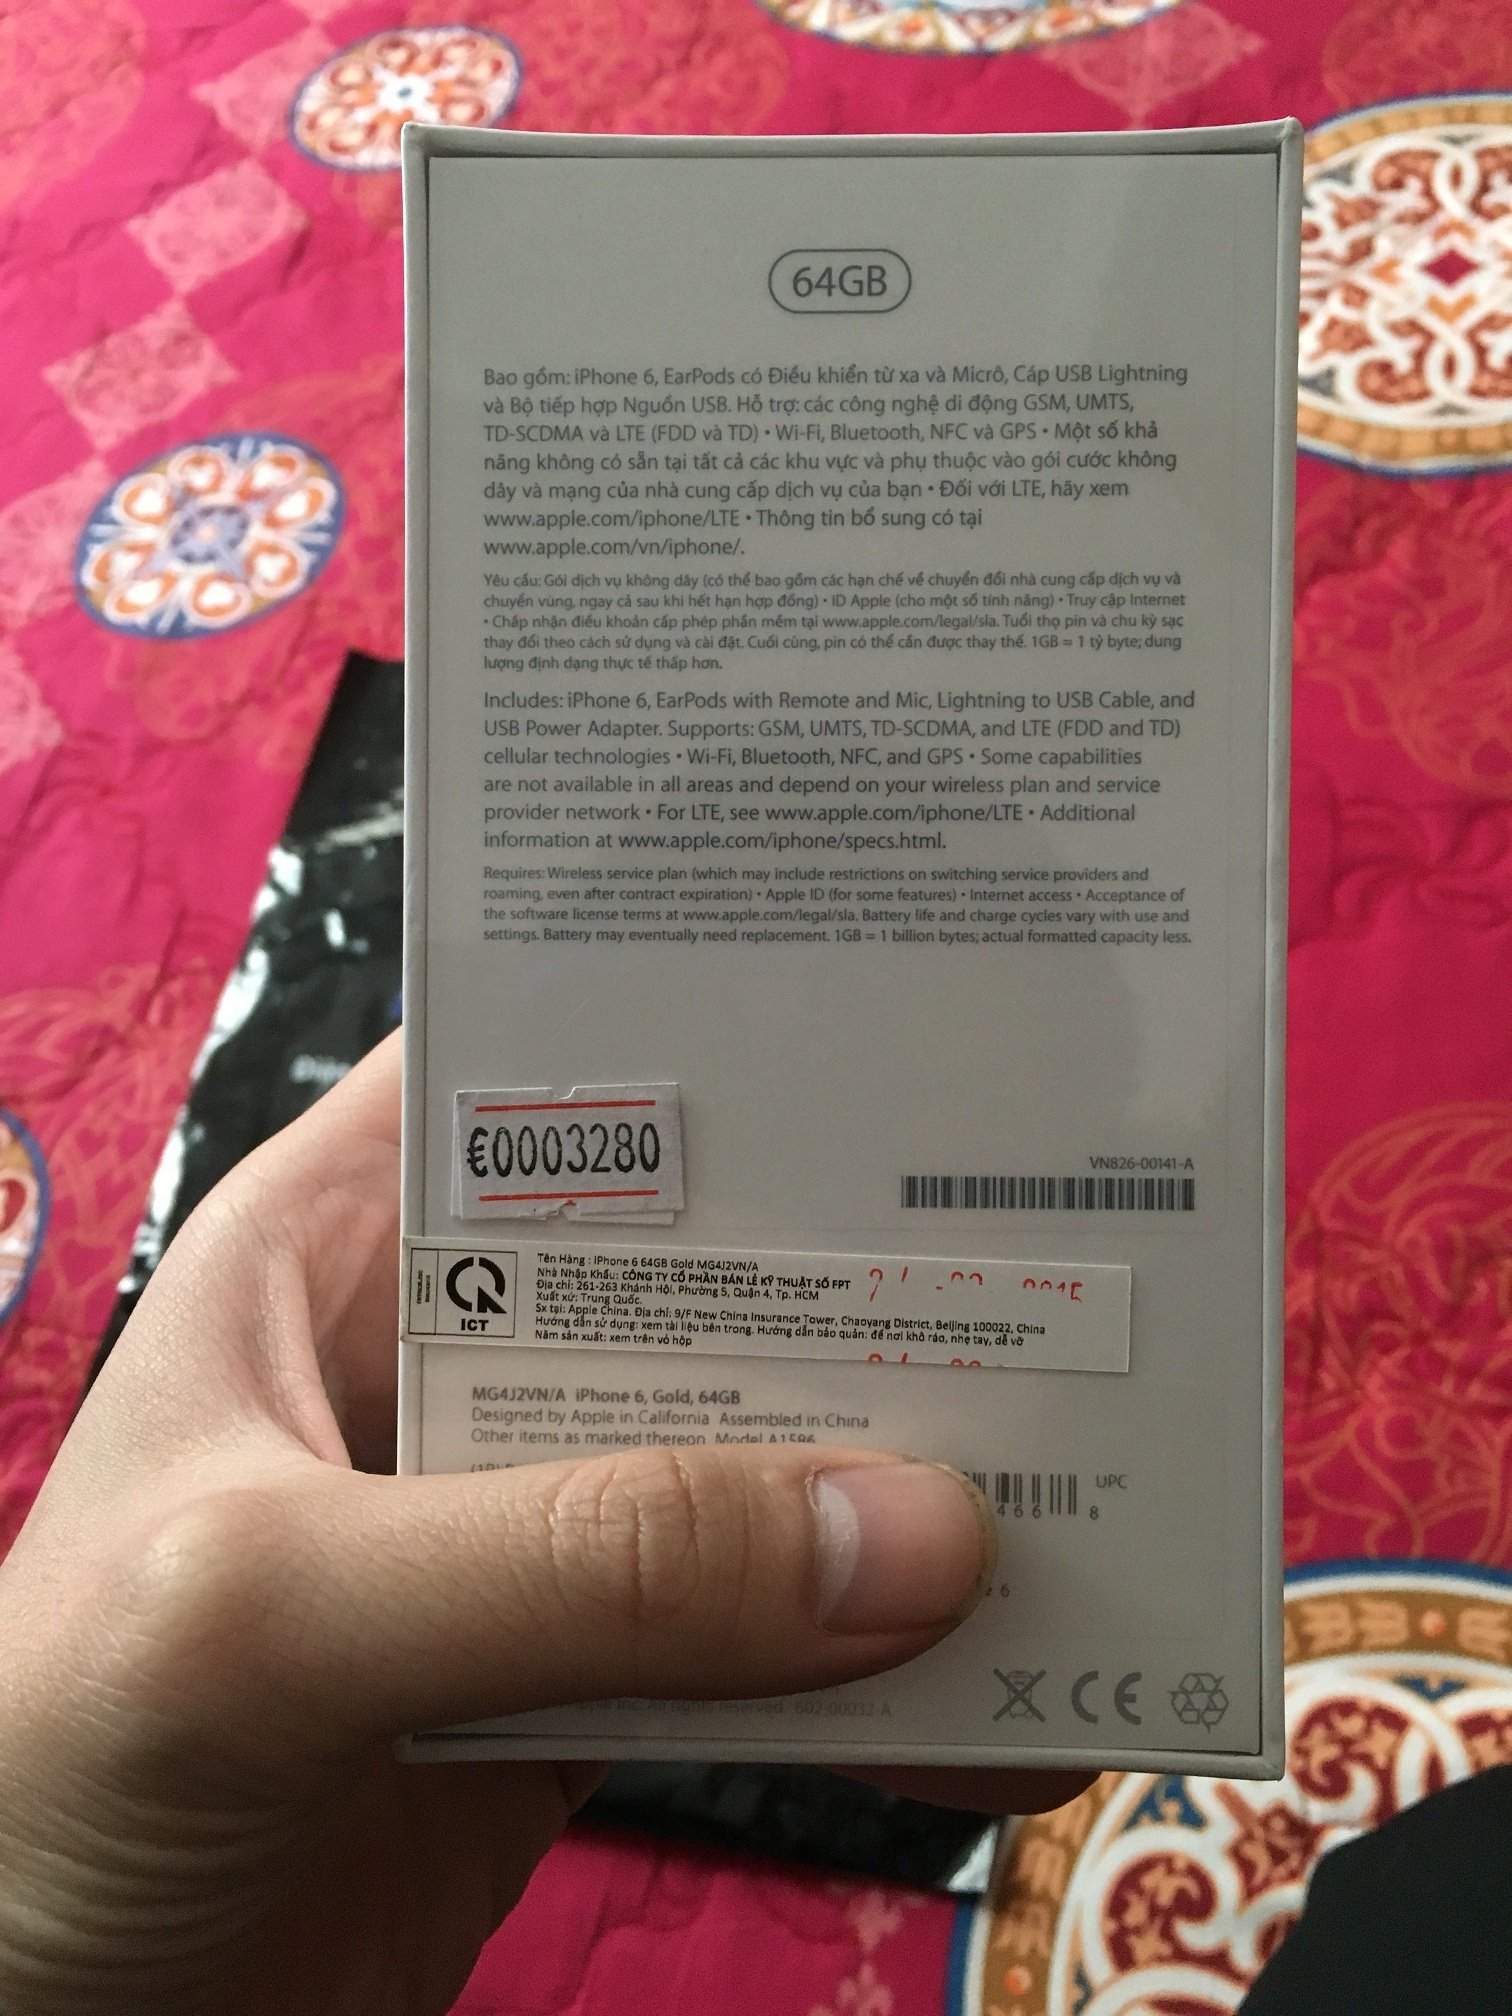 64GB
Bao gồm: iPhone 6, EarPods có Điều khiển từ xa và Micrô, Cáp USB Lightning
và Bộ tiếp hợp Nguồn USB. Hỗ trợ: các công nghệ di động GSM, UMTS,
TD-SCDMA và LTE (FDD và TD) • Wi-Fi, Bluetooth, NFC và GPS • Một số khả
năng không có sẵn tại tất cả các khu vực và phụ thuộc vào gói cước không
dây và mạng của nhà cung cấp dịch vụ của bạn • Đối với LTE, hãy xem
www.apple.com/iphone/LTE • Thông tin bổ sung có tại
www.apple.com/vn/iphone/.
Yêu cầu: Gói dịch vụ không dây (có thể bao gồm các hạn chế về chuyển đổi nhà cung cấp dịch vụ và
chuyển vùng, ngay cả sau khi hết hạn hợp đồng) • ID Apple (cho một số tính năng) • Truy cập Internet
• Chấp nhận điều khoản cấp phép phần mềm tại www.apple.com/legal/sla. Tuổi thọ pin và chu kỳ sạc
thay đổi theo cách sử dụng và cài đặt. Cuối cùng, pin có thể cần được thay thế. 1GB = 1 tỷ byte; dung
lượng định dạng thực tế thấp hơn.
Includes: iPhone 6, EarPods with Remote and Mic, Lightning to USB Cable, and
USB Power Adapter. Supports: GSM, UMTS, TD-SCDMA, and LTE (FDD and TD)
cellular technologies • Wi-Fi, Bluetooth, NFC, and GPS • Some capabilities
are not available in all areas and depend on your wireless plan and service
provider network • For LTE, see www.apple.com/iphone/LTE • Additional
information at www.apple.com/iphone/specs.html.
Requires: Wireless service plan (which may include restrictions on switching service providers and
roaming, even after contract expiration) • Apple ID (for some features) • Internet access • Acceptance of
the software license terms at www.apple.com/legal/sla. Battery life and charge cycles vary with use and
settings. Battery may eventually need replacement. 1GB = 1 billion bytes; actual formatted capacity less.
€0003280
VN826-00141-A
ICT
Tên Hàng : iPhone 6 64GB Gold MG4J2VN/A
Nhà Nhập Khẩu: CÔNG TY CỔ PHẦN BÁN LẺ KỸ THUẬT SỐ FPT
Địa chỉ: 261-263 Khánh Hội, Phường 5, Quận 4, Tp. HCM
Xuất xứ: Trung Quốc.
Sx tại: Apple China. Địa chỉ: 9/F New China Insurance Tower, Chaoyang District, Beijing 100022, China
Hướng dẫn sử dụng: xem tài liệu bên trong. Hướng dẫn bảo quản: để nơi khô ráo, nhẹ tay, dễ vỡ
Năm sản xuất: xem trên vỏ hộp
MG4J2VN/A iPhone 6, Gold, 64GB
Designed by Apple in California Assembled in China
Other items as marked thereon Model A1586
UPC
466 8
6
Inc. All rights reserved. 602-00032-A
CE